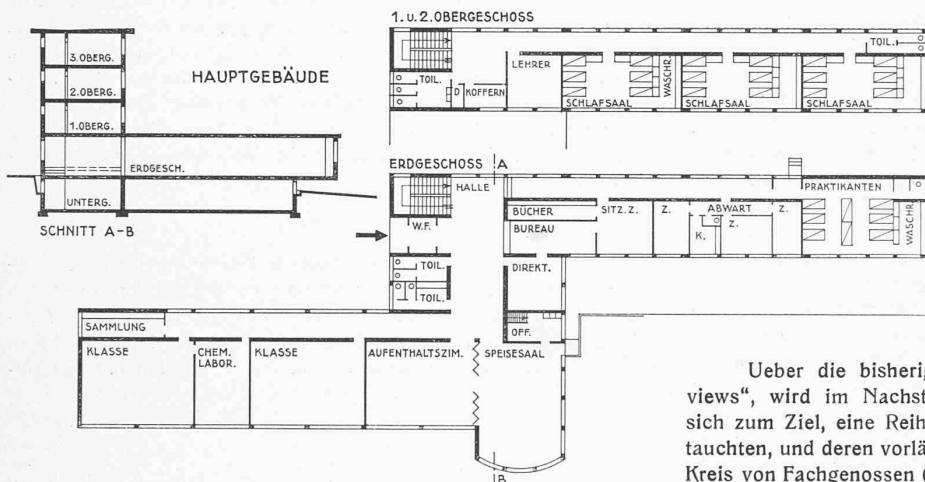 1. u. 2. OBERGESCHOSS
TOIL.
LEHRER
TOIL.
D
KOFFERN
SCHLAFSAAL
WASCHR.
SCHLAFSAAL
SCHLAFSAAL
HAUPTGEBÄUDE
3. OBERG.
2. OBERG.
1. OBERG.
ERDGESCH.
UNTERG.
SCHNITT A-B
ERDGESCHOSS
A
HALLE
PRAKTIKANTEN
BÜCHER
SITZ. Z.
Z.
ABWART
Z.
BUREAU
K.
Z.
WASCHR.
W.F.
TOIL.
DIREKT.
TOIL.
OFF.
SAMMLUNG
KLASSE
CHEM.
LABOR.
KLASSE
AUFENTHALTSZIM.
SPEISESAAL
B
Ueber die bisherig
views“, wird im Nachst
sich zum Ziel, eine Reih
tauchten, und deren vorlä
Kreis von Fachgenossen (